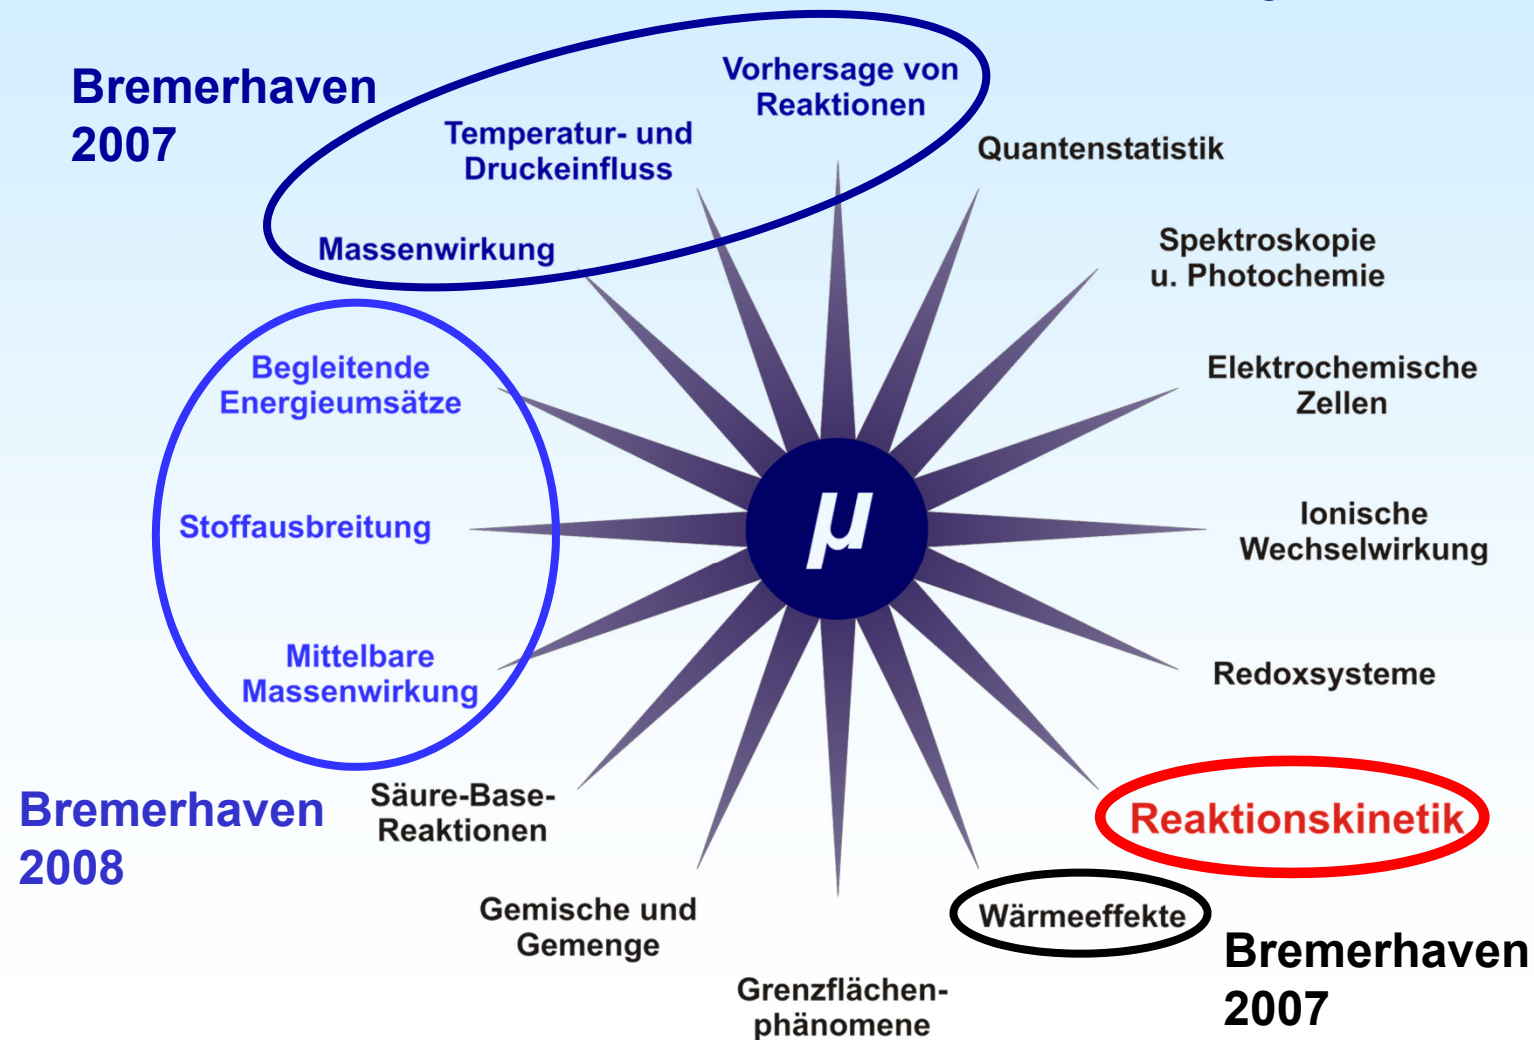 Bremerhaven
2007
Vorhersage von
Reaktionen
Temperatur- und
Druckeinfluss
Massenwirkung
Quantenstatistik
Spektroskopie
u. Photochemie
Begleitende
Energieumsätze
Elektrochemische
Zellen
Stoffausbreitung
µ
Ionische
Wechselwirkung
Mittelbare
Massenwirkung
Redoxsysteme
Bremerhaven
2008
Säure-Base-
Reaktionen
Reaktionskinetik
Gemische und
Gemenge
Wärmeeffekte
Bremerhaven
2007
Grenzflächen-
phänomene